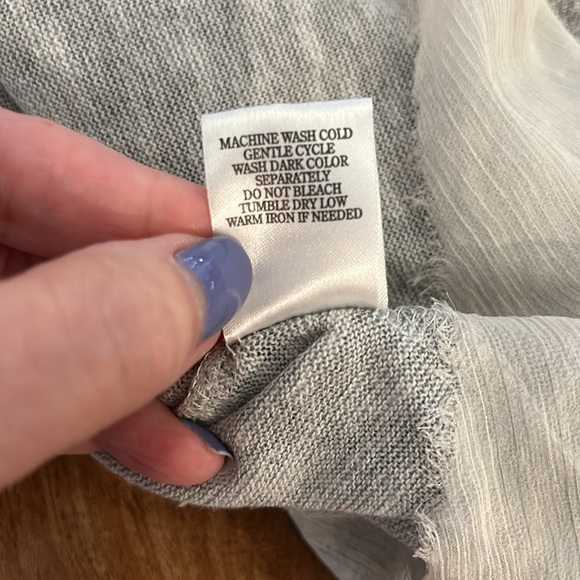 MACHINE WASH COLD
GENTLE CYCLE
WASH DARK COLOR
SEPARATELY
DO NOT BLEACH
TUMBLE DRY LOW
WARM IRON IF NEEDED